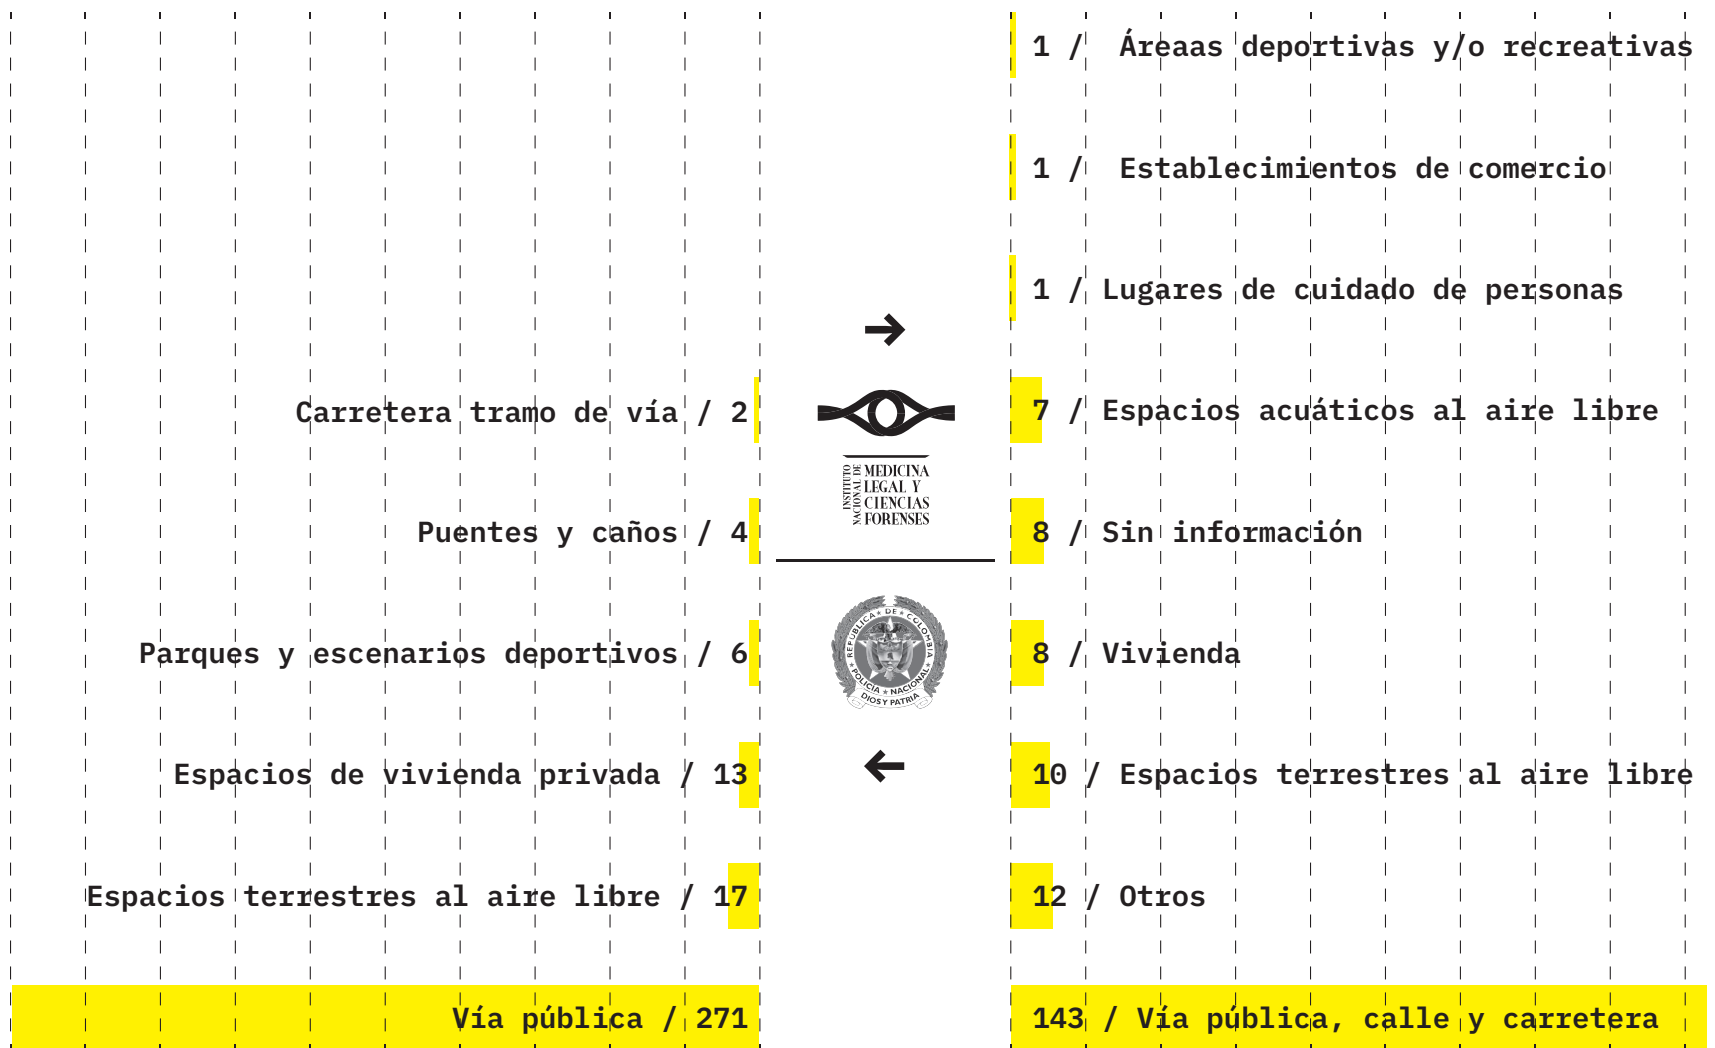 1 / Áreaas deportivas y/o recreativas
1 / Establecimientos de comercio
1 / Lugares de cuidado de personas
Carretera tramo de vía / 2
7 / Espacios acuáticos al aire libre
INSTITUTO
NACIONAL DE
MEDICINA
LEGAL Y
CIENCIAS
FORENSES
Puentes y caños / 4
8 / Sin información
REPÚBLICA * DE * COLOMBIA
* POLICIA * NACIONAL *
DIOS Y PATRIA
Parques y escenarios deportivos / 6
8 / Vivienda
Espacios de vivienda privada / 13
10 / Espacios terrestres al aire libre
Espacios terrestres al aire libre / 17
12 / Otros
Vía pública / 271
143 / Vía pública, calle y carretera